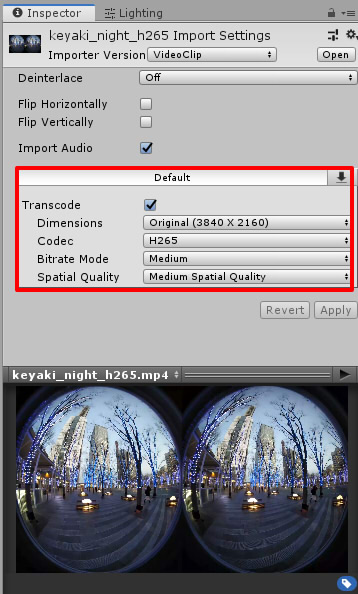 Inspector Lighting
keyaki_night_h265 Import Settings
Importer Version VideoClip Open
Deinterlace Off
Flip Horizontally
Flip Vertically
Import Audio
Default
Transcode
Dimensions Original (3840 X 2160)
Codec H265
Bitrate Mode Medium
Spatial Quality Medium Spatial Quality
Revert Apply
keyaki_night_h265.mp4